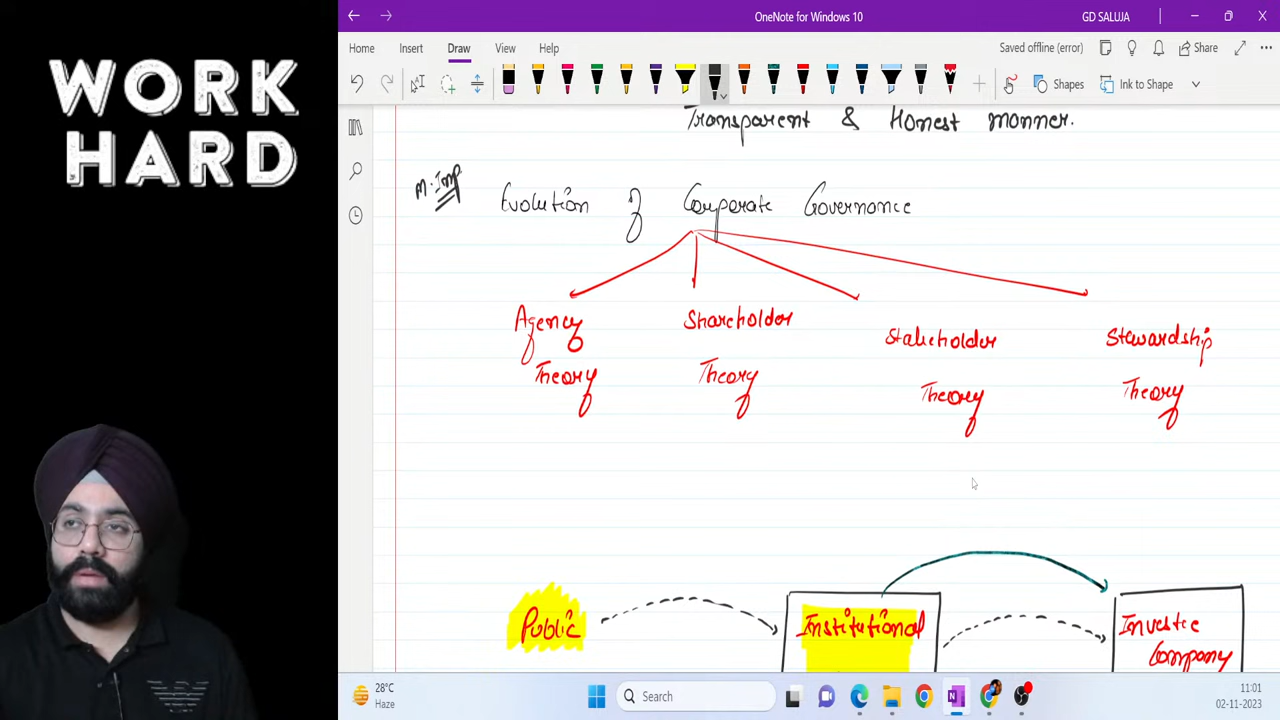 WORK
HARD
OneNote for Windows 10
GD SALUJA
Home
Insert
Draw
View
Help
Saved offline (error)
Share
Shapes
Ink to Shape
Transparent & Honest manner.
M. Imp
Evolution of Corporate Governance
Agency
Theory
Shareholder
Theory
Stakeholder
Theory
Stewardship
Theory
Public
Institutional
Investee
Company
28°C
Haze
Search
11:01
02-11-2023